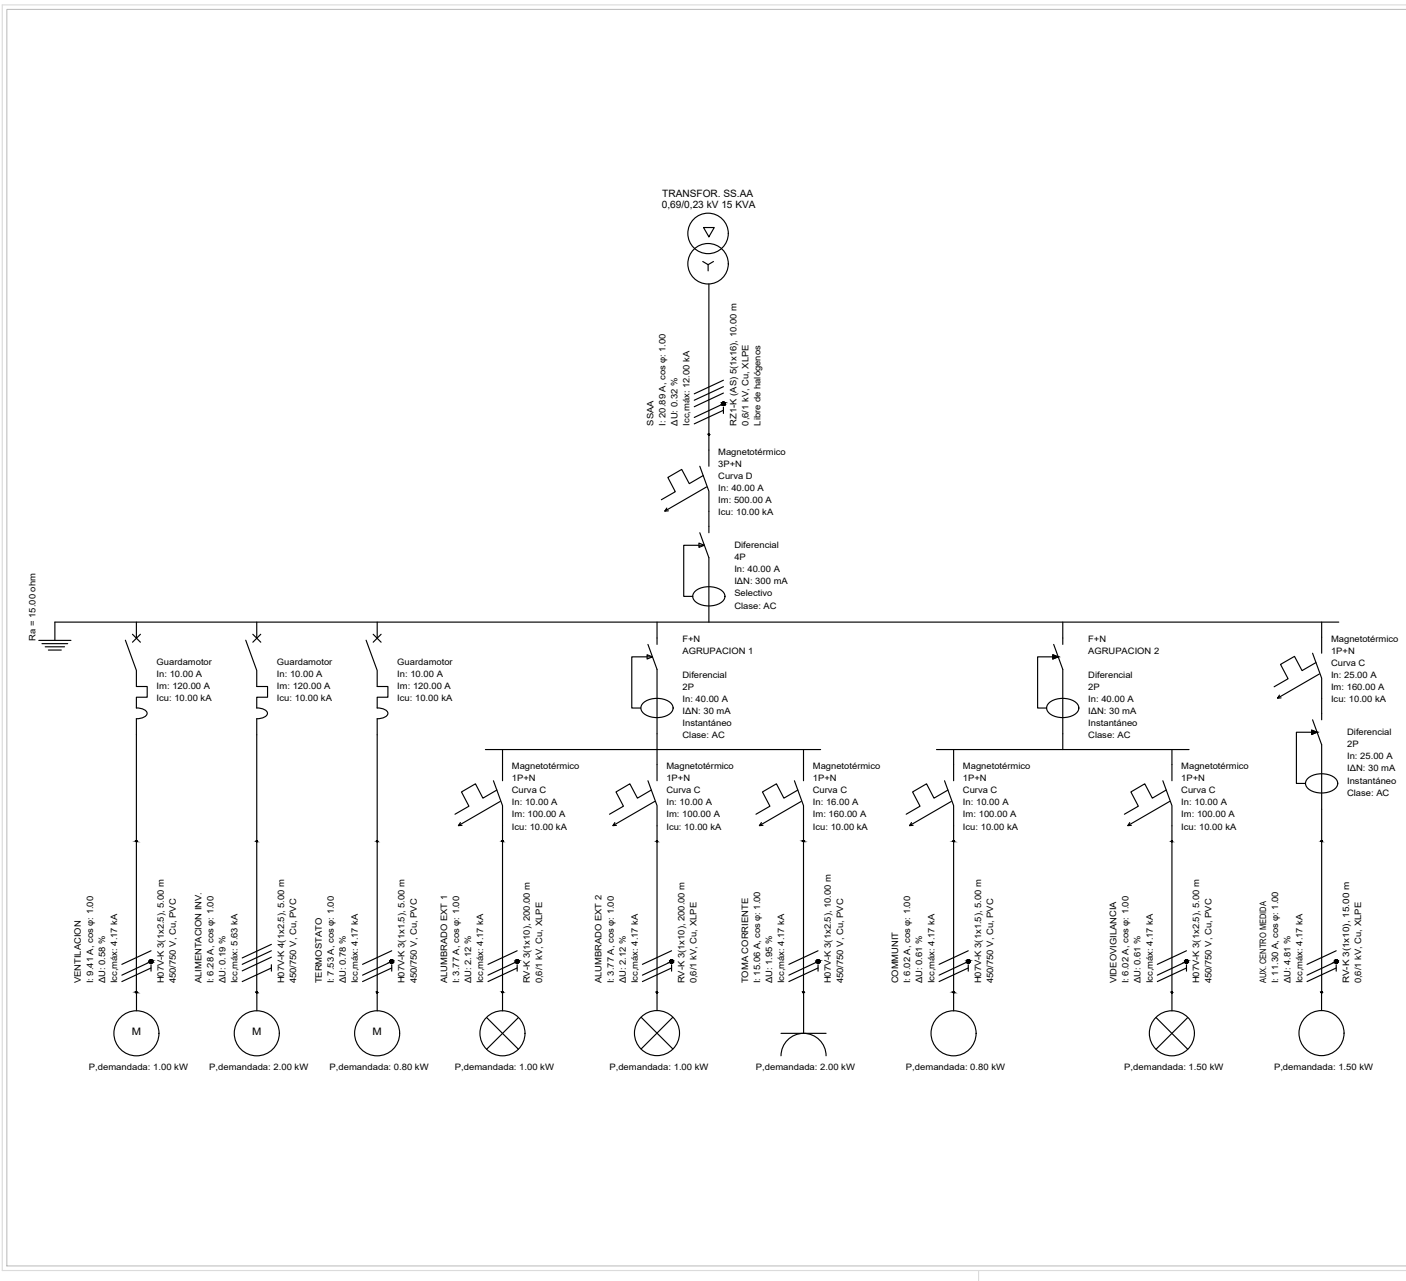 TRANSFOR. SS.AA
0,69/0,23 kV 15 KVA
SSAA
I: 20.89 A, cos φ: 1.00
ΔU: 0.32 %
Icc,máx: 12.00 kA
RZ1-K (AS) 5(1x16), 10.00 m
0,6/1 kV, Cu, XLPE
Libre de halógenos
Magnetotérmico
3P+N
Curva D
In: 40.00 A
Im: 500.00 A
Icu: 10.00 kA
Diferencial
4P
In: 40.00 A
IΔN: 300 mA
Selectivo
Clase: AC
Ra = 15.00 ohm
Guardamotor
In: 10.00 A
Im: 120.00 A
Icu: 10.00 kA
Guardamotor
In: 10.00 A
Im: 120.00 A
Icu: 10.00 kA
Guardamotor
In: 10.00 A
Im: 120.00 A
Icu: 10.00 kA
F+N
AGRUPACION 1
Diferencial
2P
In: 40.00 A
IΔN: 30 mA
Instantáneo
Clase: AC
F+N
AGRUPACION 2
Diferencial
2P
In: 40.00 A
IΔN: 30 mA
Instantáneo
Clase: AC
Magnetotérmico
1P+N
Curva C
In: 25.00 A
Im: 160.00 A
Icu: 10.00 kA
Diferencial
2P
In: 25.00 A
IΔN: 30 mA
Instantáneo
Clase: AC
Magnetotérmico
1P+N
Curva C
In: 10.00 A
Im: 100.00 A
Icu: 10.00 kA
Magnetotérmico
1P+N
Curva C
In: 10.00 A
Im: 100.00 A
Icu: 10.00 kA
Magnetotérmico
1P+N
Curva C
In: 16.00 A
Im: 160.00 A
Icu: 10.00 kA
Magnetotérmico
1P+N
Curva C
In: 10.00 A
Im: 100.00 A
Icu: 10.00 kA
Magnetotérmico
1P+N
Curva C
In: 10.00 A
Im: 100.00 A
Icu: 10.00 kA
VENTILACION
I: 9.41 A, cos φ: 1.00
ΔU: 0.58 %
Icc,máx: 4.17 kA
H07V-K 3(1x2.5), 5.00 m
450/750 V, Cu, PVC
ALIMENTACION INV.
I: 6.28 A, cos φ: 1.00
ΔU: 0.19 %
Icc,máx: 5.63 kA
H07V-K 4(1x2.5), 5.00 m
450/750 V, Cu, PVC
TERMOSTATO
I: 7.53 A, cos φ: 1.00
ΔU: 0.78 %
Icc,máx: 4.17 kA
H07V-K 3(1x1.5), 5.00 m
450/750 V, Cu, PVC
ALUMBRADO EXT 1
I: 3.77 A, cos φ: 1.00
ΔU: 2.12 %
Icc,máx: 4.17 kA
RV-K 3(1x10), 200.00 m
0,6/1 kV, Cu, XLPE
ALUMBRADO EXT 2
I: 3.77 A, cos φ: 1.00
ΔU: 2.12 %
Icc,máx: 4.17 kA
RV-K 3(1x10), 200.00 m
0,6/1 kV, Cu, XLPE
TOMA CORRIENTE
I: 15.06 A, cos φ: 1.00
ΔU: 1.95 %
Icc,máx: 4.17 kA
H07V-K 3(1x2.5), 10.00 m
450/750 V, Cu, PVC
COMMUNIT
I: 6.02 A, cos φ: 1.00
ΔU: 0.61 %
Icc,máx: 4.17 kA
H07V-K 3(1x1.5), 5.00 m
450/750 V, Cu, PVC
VIDEOVIGILANCIA
I: 6.02 A, cos φ: 1.00
ΔU: 0.61 %
Icc,máx: 4.17 kA
H07V-K 3(1x2.5), 5.00 m
450/750 V, Cu, PVC
AUX. CENTRO MEDIDA
I: 11.30 A, cos φ: 1.00
ΔU: 4.81 %
Icc,máx: 4.17 kA
RV-K 3(1x10), 15.00 m
0,6/1 kV, Cu, XLPE
M
M
M
P,demandada: 1.00 kW
P,demandada: 2.00 kW
P,demandada: 0.80 kW
P,demandada: 1.00 kW
P,demandada: 1.00 kW
P,demandada: 2.00 kW
P,demandada: 0.80 kW
P,demandada: 1.50 kW
P,demandada: 1.50 kW